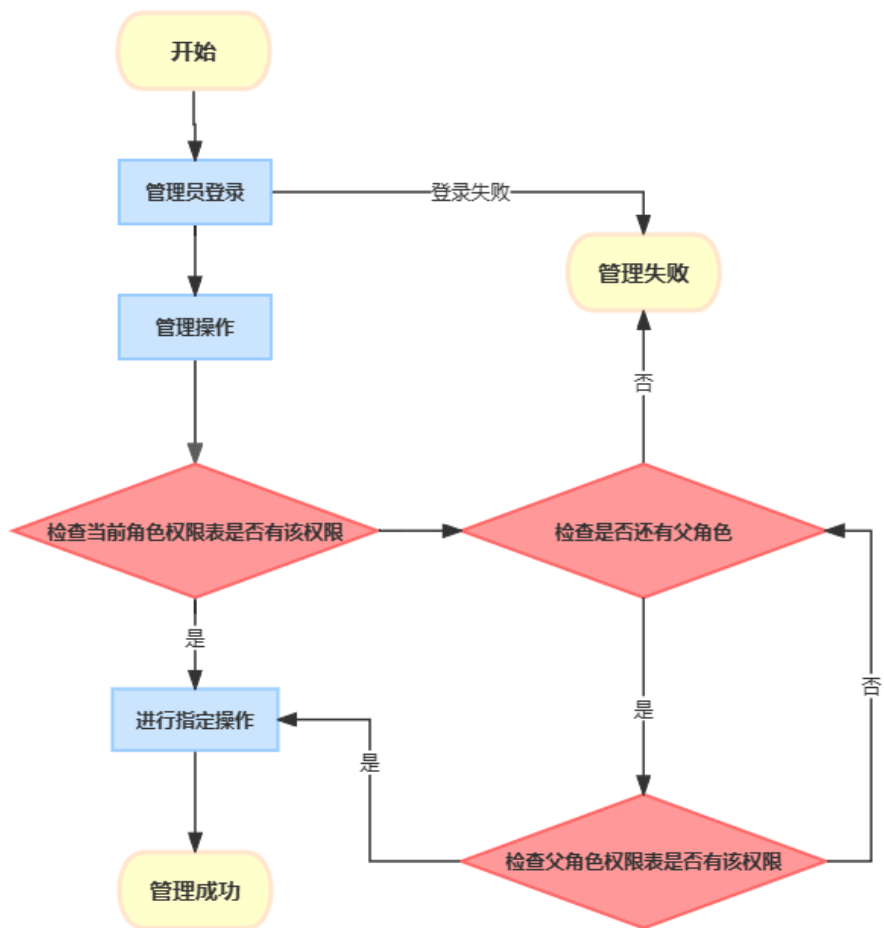 开始
管理员登录
登录失败
管理失败
管理操作
否
检查当前角色权限表是否有该权限
检查是否还有父角色
是
是
否
进行指定操作
是
检查父角色权限表是否有该权限
管理成功